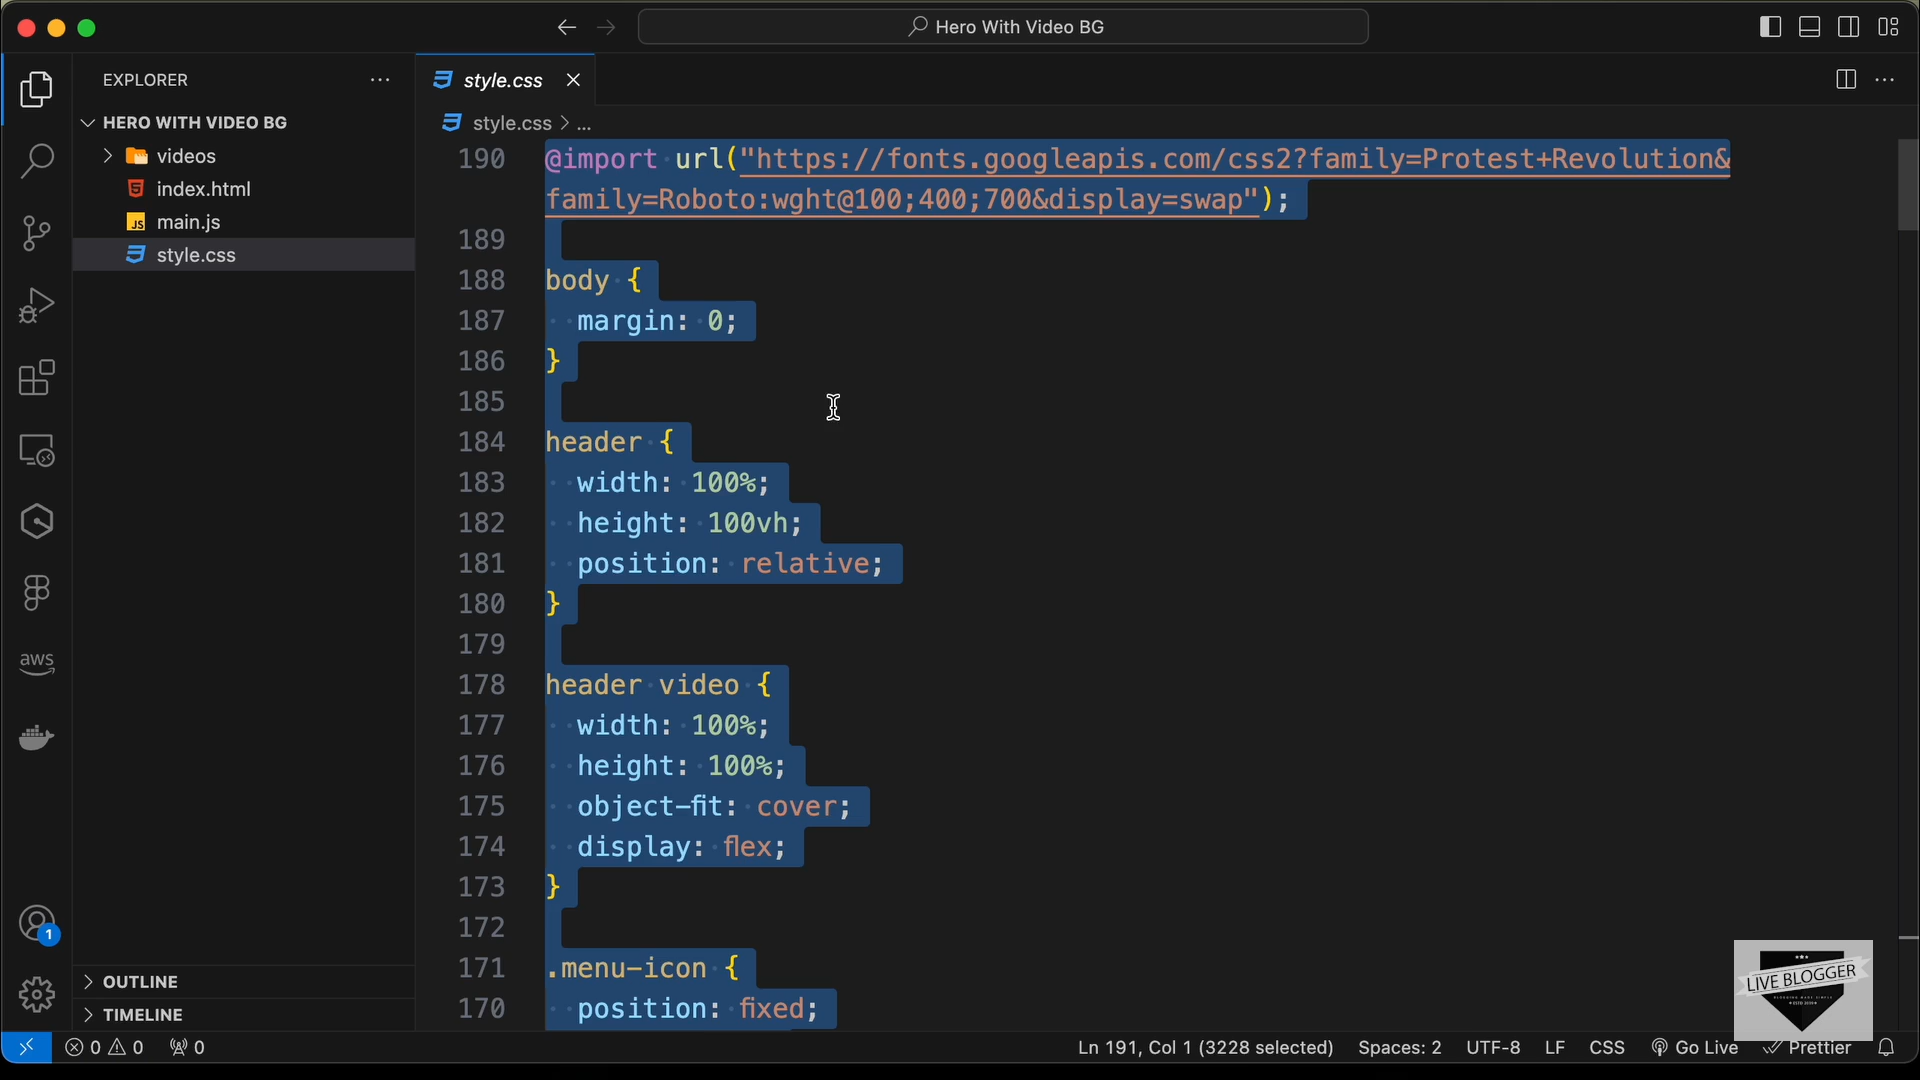 Hero With Video BG
EXPLORER
HERO WITH VIDEO BG
videos
index.html
main.js
style.css
OUTLINE
TIMELINE
style.css
style.css > ...
190 @import url("https://fonts.googleapis.com/css2?family=Protest+Revolution&
family=Roboto:wght@100;400;700&display=swap");
189
188 body {
187 margin: 0;
186 }
185
184 header {
183 width: 100%;
182 height: 100vh;
181 position: relative;
180 }
179
178 header video {
177 width: 100%;
176 height: 100%;
175 object-fit: cover;
174 display: flex;
173 }
172
171 .menu-icon {
170 position: fixed;
aws
1
JS
LIVE BLOGGER
0 0 0
Ln 191, Col 1 (3228 selected) Spaces: 2 UTF-8 LF CSS Go Live Prettier